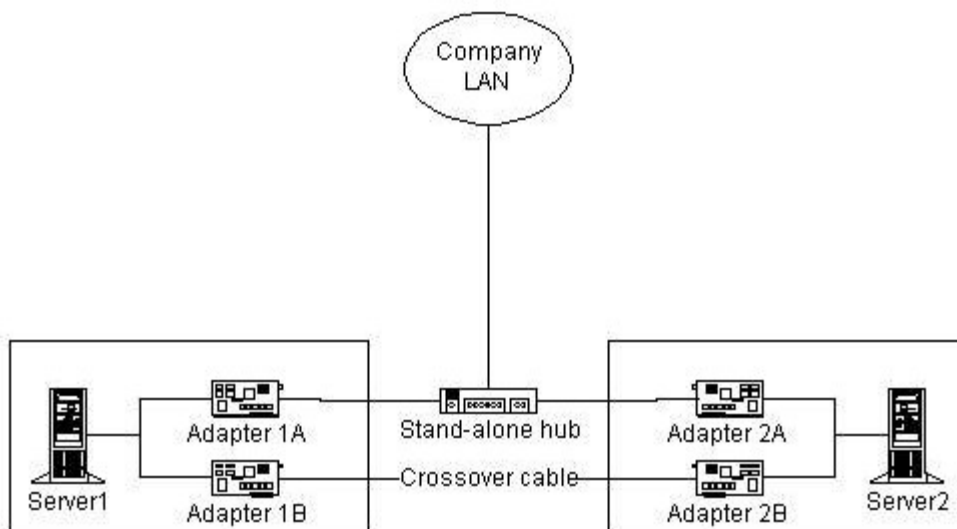 Company
LAN
Adapter 1A
Stand-alone hub
Adapter 2A
Server1
Adapter 1B
Crossover cable
Adapter 2B
Server2